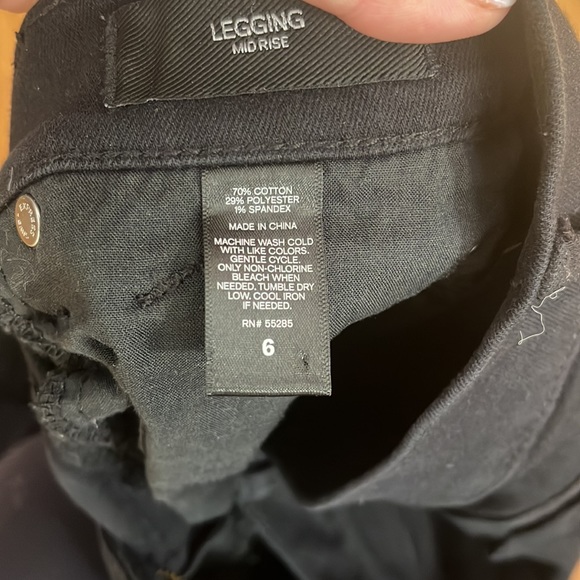 LEGGING
MID RISE
70% COTTON
29% POLYESTER
1% SPANDEX
MADE IN CHINA
MACHINE WASH COLD
WITH LIKE COLORS.
GENTLE CYCLE.
ONLY NON-CHLORINE
BLEACH WHEN
NEEDED. TUMBLE DRY
LOW. COOL IRON
IF NEEDED.
RN# 55285
6